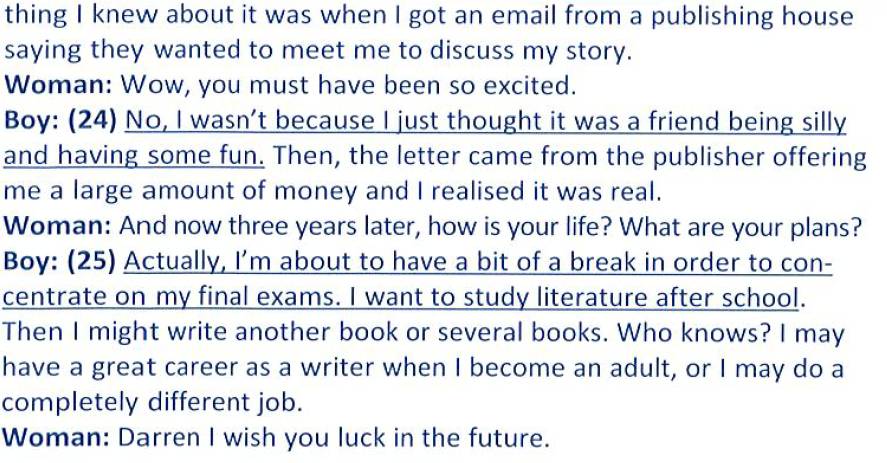 thing I knew about it was when I got an email from a publishing house
saying they wanted to meet me to discuss my story.
Woman: Wow, you must have been so excited.
Boy: (24) No, I wasn't because I just thought it was a friend being silly
and having some fun. Then, the letter came from the publisher offering
me a large amount of money and I realised it was real.
Woman: And now three years later, how is your life? What are your plans?
Boy: (25) Actually, I'm about to have a bit of a break in order to con-
centrate on my final exams. I want to study literature after school.
Then I might write another book or several books. Who knows? I may
have a great career as a writer when I become an adult, or I may do a
completely different job.
Woman: Darren I wish you luck in the future.